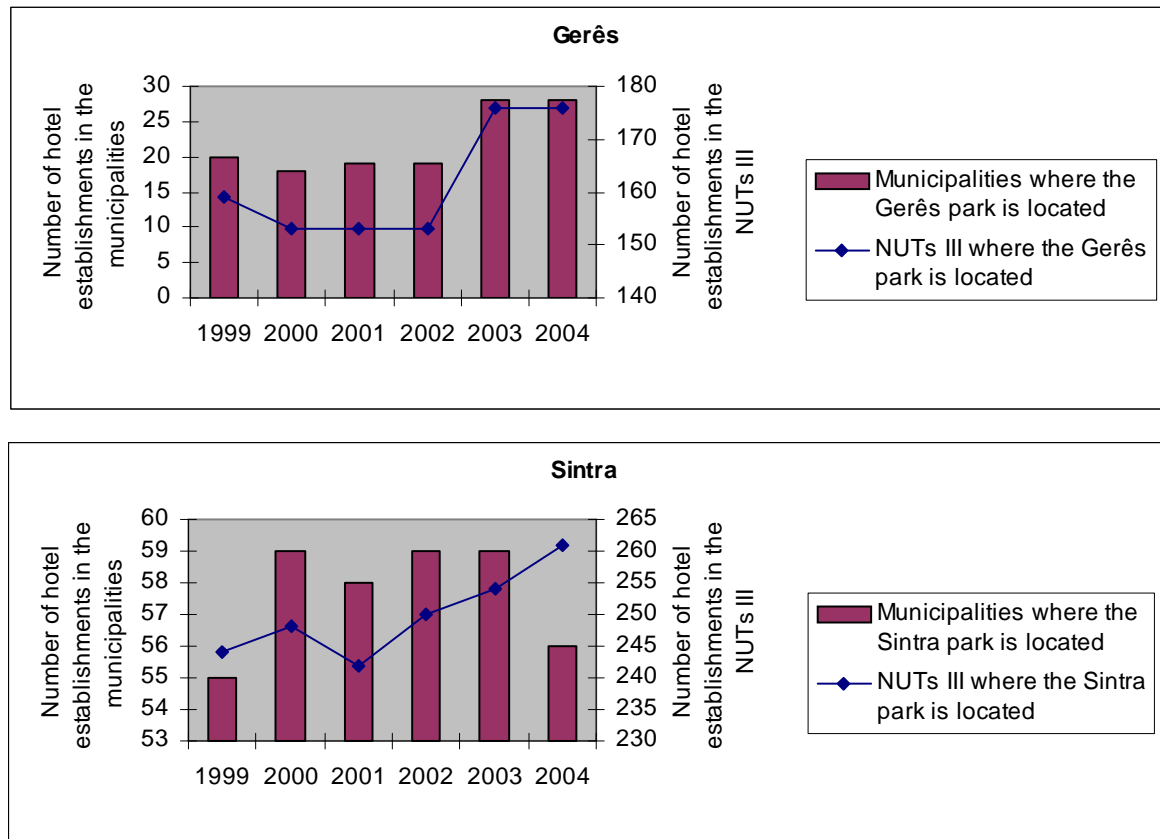 Gerês
Number of hotel
establishments in the
municipalities
30
25
20
15
10
5
0
180
170
160
150
140
Number of hotel
establishments in the
NUTs III
1999 2000 2001 2002 2003 2004
Municipalities where the
Gerês park is located
NUTs III where the Gerês
park is located
Sintra
Number of hotel
establishments in the
municipalities
60
59
58
57
56
55
54
53
265
260
255
250
245
240
235
230
Number of hotel
establishments in the
NUTs III
1999 2000 2001 2002 2003 2004
Municipalities where the
Sintra park is located
NUTs III where the Sintra
park is located